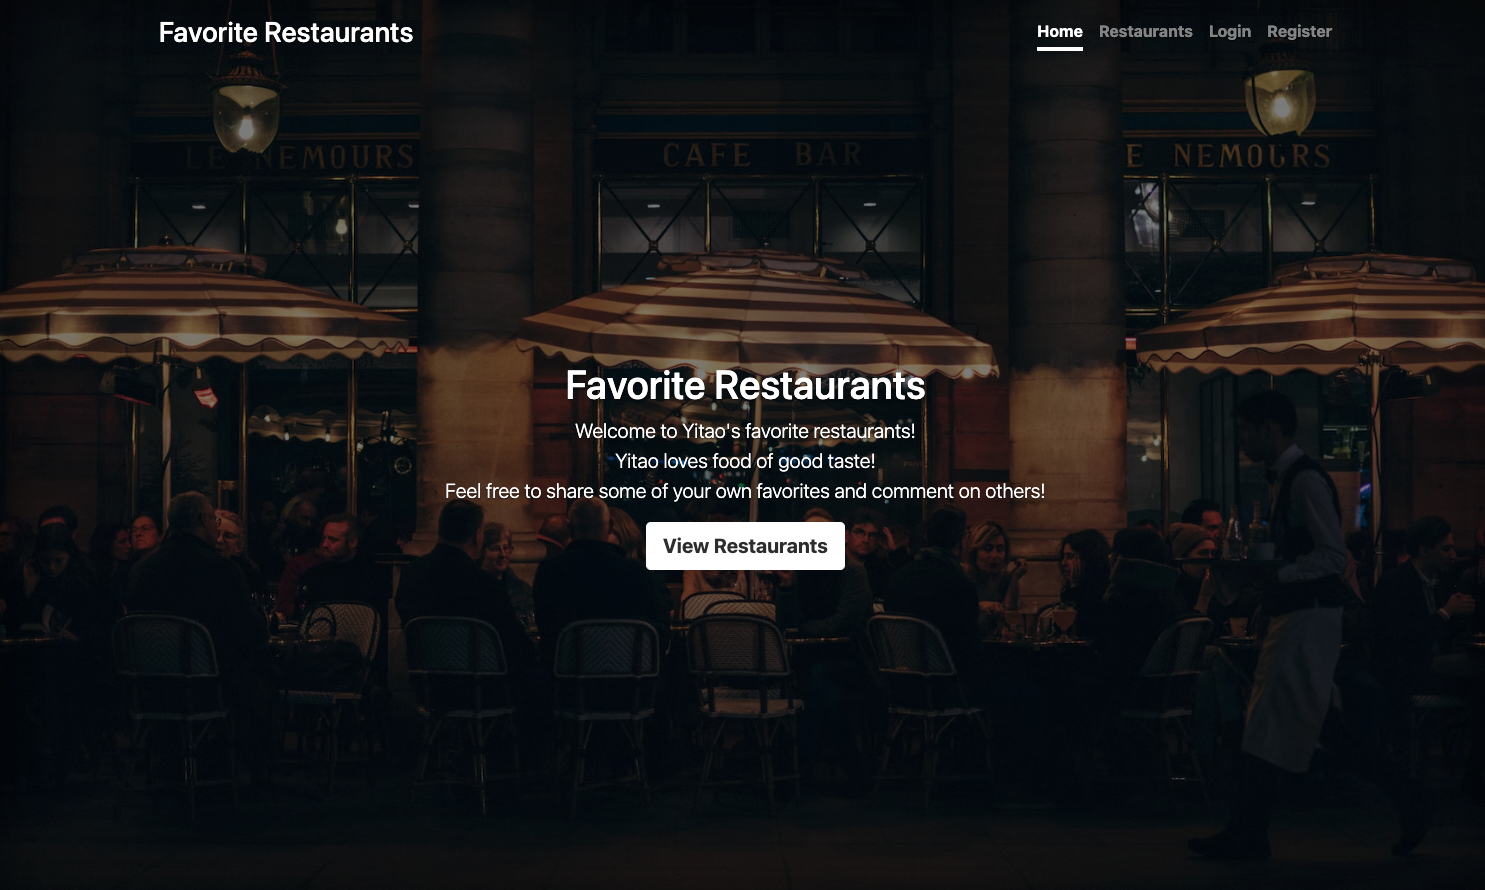 Favorite Restaurants
Home Restaurants Login Register
LE NEMOURS
CAFE BAR
E NEMOURS
Favorite Restaurants
Welcome to Yitao's favorite restaurants!
Yitao loves food of good taste!
Feel free to share some of your own favorites and comment on others!
View Restaurants